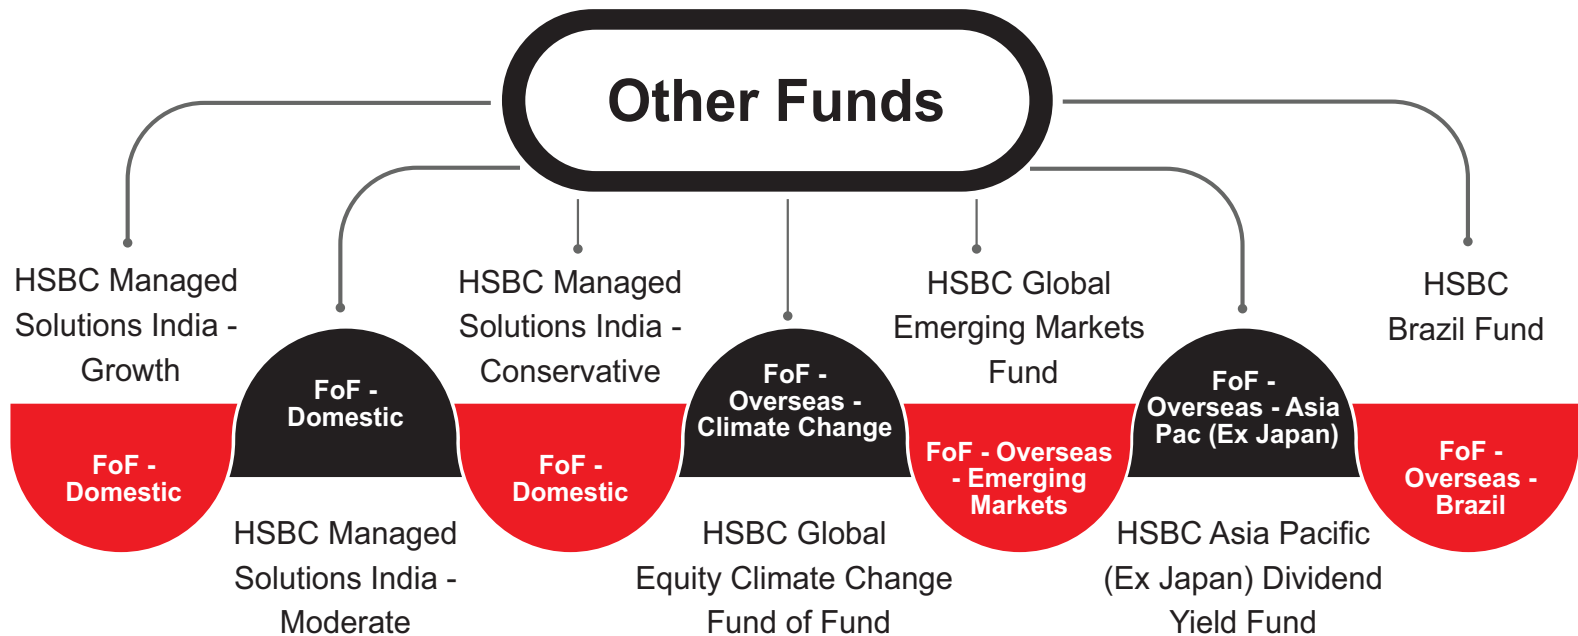 Other Funds
HSBC Managed
Solutions India -
Growth
FoF -
Domestic
FoF -
Domestic
HSBC Managed
Solutions India -
Moderate
HSBC Managed
Solutions India -
Conservative
FoF -
Domestic
FoF -
Overseas -
Climate Change
HSBC Global
Equity Climate Change
Fund of Fund
HSBC Global
Emerging Markets
Fund
FoF - Overseas
- Emerging
Markets
FoF -
Overseas - Asia
Pac (Ex Japan)
HSBC Asia Pacific
(Ex Japan) Dividend
Yield Fund
HSBC
Brazil Fund
FoF -
Overseas -
Brazil